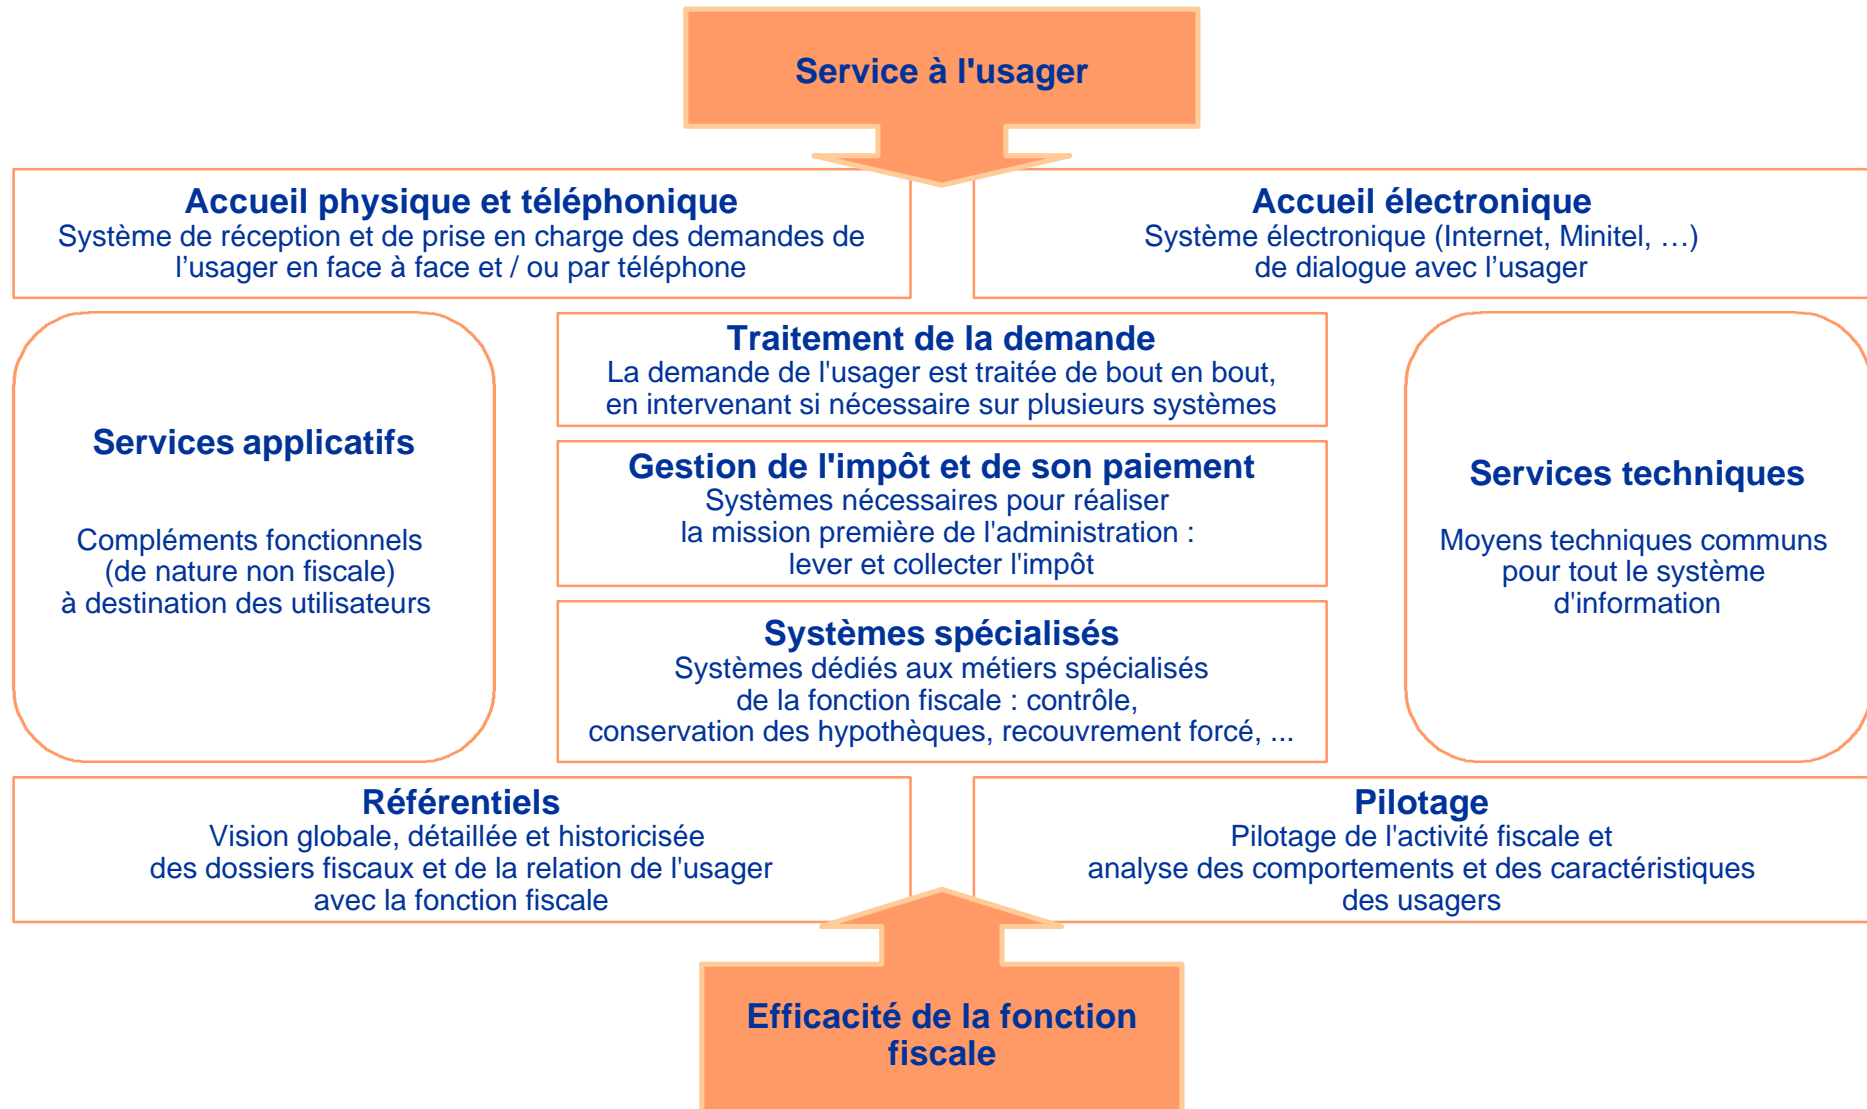 Service à l'usager
Accueil physique et téléphonique
Système de réception et de prise en charge des demandes de
l’usager en face à face et / ou par téléphone
Accueil électronique
Système électronique (Internet, Minitel, …)
de dialogue avec l’usager
Services applicatifs
Compléments fonctionnels
(de nature non fiscale)
à destination des utilisateurs
Traitement de la demande
La demande de l'usager est traitée de bout en bout,
en intervenant si nécessaire sur plusieurs systèmes
Gestion de l'impôt et de son paiement
Systèmes nécessaires pour réaliser
la mission première de l'administration :
lever et collecter l'impôt
Systèmes spécialisés
Systèmes dédiés aux métiers spécialisés
de la fonction fiscale : contrôle,
conservation des hypothèques, recouvrement forcé, ...
Services techniques
Moyens techniques communs
pour tout le système
d'information
Référentiels
Vision globale, détaillée et historicisée
des dossiers fiscaux et de la relation de l'usager
avec la fonction fiscale
Pilotage
Pilotage de l'activité fiscale et
analyse des comportements et des caractéristiques
des usagers
Efficacité de la fonction
fiscale